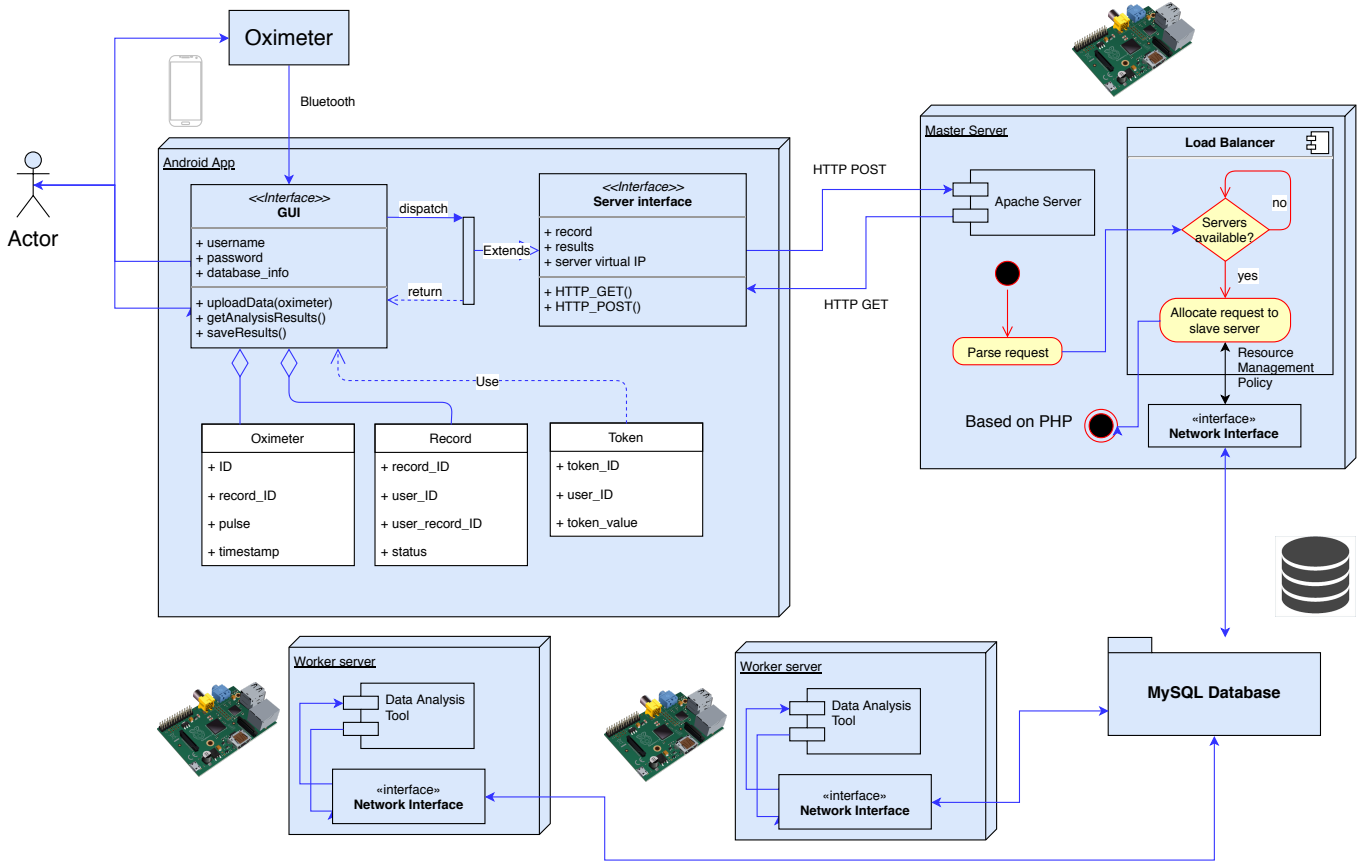 Oximeter
Bluetooth
Actor
Android App
<<Interface>>
GUI
+ username
+ password
+ database_info
+ uploadData(oximeter)
+ getAnalysisResults()
+ saveResults()
dispatch
return
Extends
<<Interface>>
Server interface
+ record
+ results
+ server virtual IP
+ HTTP_GET()
+ HTTP_POST()
Use
Oximeter
+ ID
+ record_ID
+ pulse
+ timestamp
Record
+ record_ID
+ user_ID
+ user_record_ID
+ status
Token
+ token_ID
+ user_ID
+ token_value
HTTP POST
HTTP GET
Master Server
Apache Server
Load Balancer
Servers
available?
no
yes
Allocate request to
slave server
Parse request
Resource
Management
Policy
Based on PHP
«interface»
Network Interface
MySQL Database
Worker server
Data Analysis
Tool
«interface»
Network Interface
Worker server
Data Analysis
Tool
«interface»
Network Interface